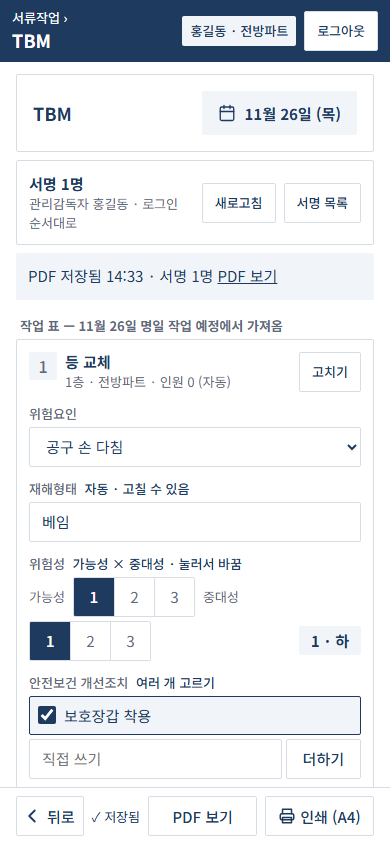 서류작업 ›
TBM
홍길동 · 전방파트
로그아웃
TBM
11월 26일 (목)
서명 1명
관리감독자 홍길동 · 로그인
순서대로
새로고침
서명 목록
PDF 저장됨 14:33 · 서명 1명 PDF 보기
작업 표 — 11월 26일 명일 작업 예정에서 가져옴
1
등 교체
1층 · 전방파트 · 인원 0 (자동)
고치기
위험요인
공구 손 다침
재해형태 자동 · 고칠 수 있음
베임
위험성 가능성 × 중대성 · 눌러서 바꿈
가능성 1 2 3 중대성
1 2 3
1 · 하
안전보건 개선조치 여러 개 고르기
보호장갑 착용
직접 쓰기
더하기
뒤로
✓ 저장됨
PDF 보기
인쇄 (A4)